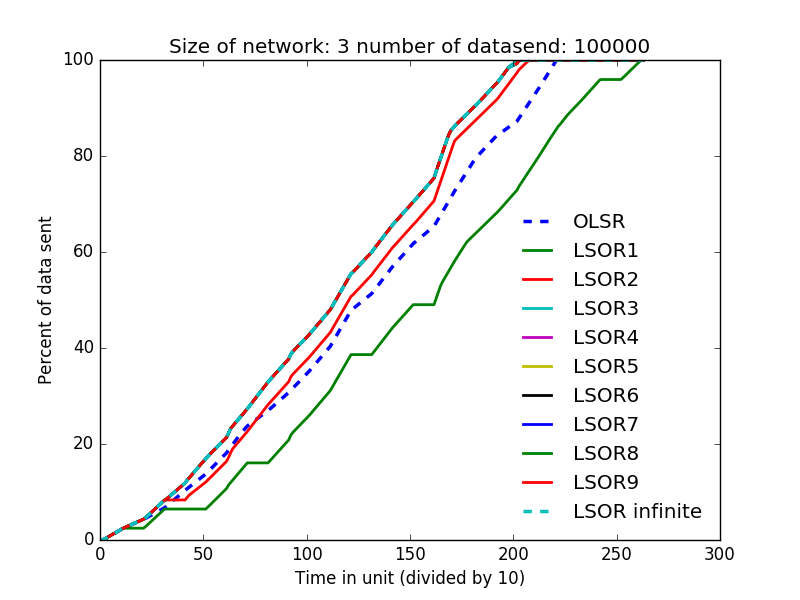 Size of network: 3 number of datasend: 100000
Percent of data sent
100
80
60
40
20
0
OLSR
LSOR1
LSOR2
LSOR3
LSOR4
LSOR5
LSOR6
LSOR7
LSOR8
LSOR9
LSOR infinite
0 50 100 150 200 250 300
Time in unit (divided by 10)